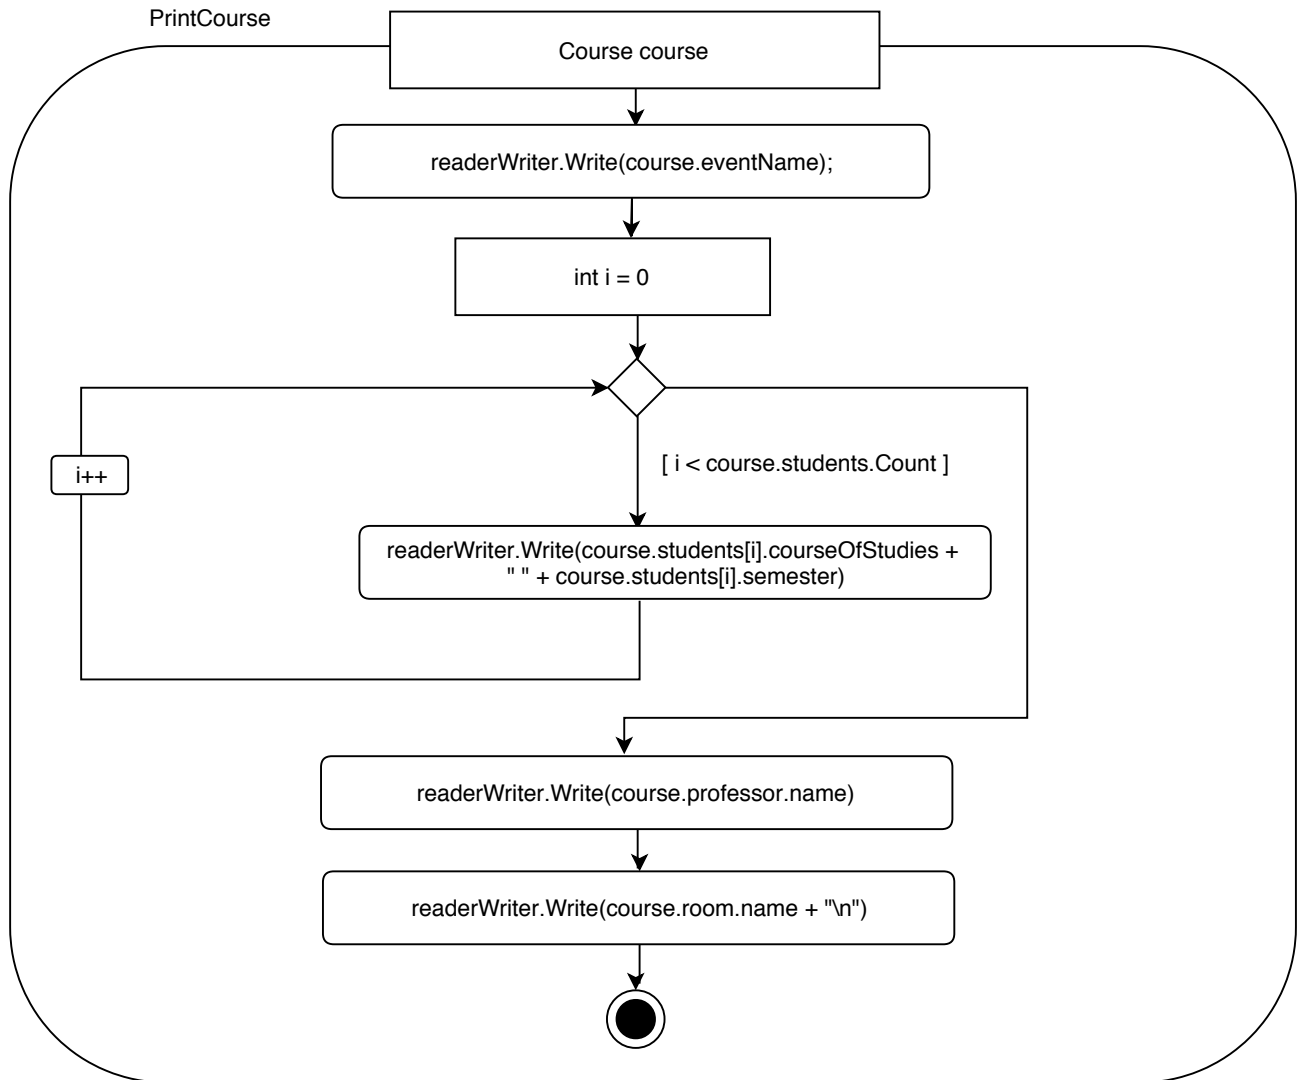 PrintCourse
Course course
readerWriter.Write(course.eventName);
int i = 0
i++
[ i < course.students.Count ]
readerWriter.Write(course.students[i].courseOfStudies +
" " + course.students[i].semester)
readerWriter.Write(course.professor.name)
readerWriter.Write(course.room.name + "\n")